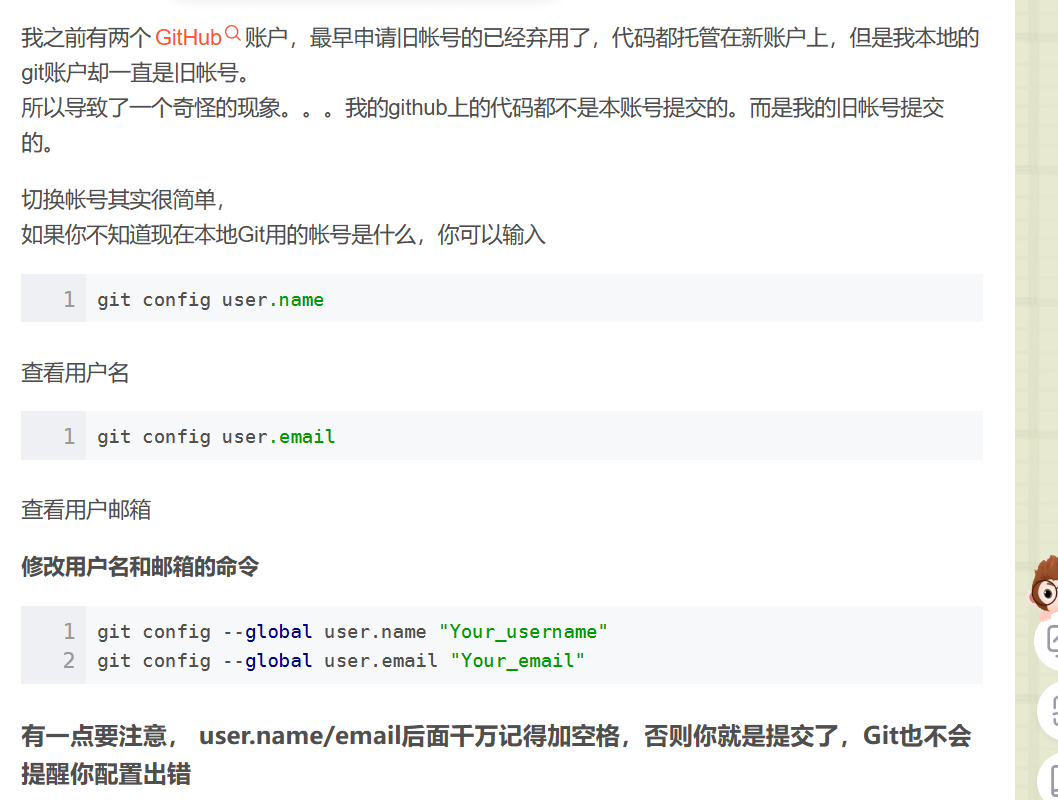 我之前有两个 GitHub 账户，最早申请旧帐号的已经弃用了，代码都托管在新账户上，但是我本地的
git账户却一直是旧帐号。
所以导致了一个奇怪的现象。。。我的github上的代码都不是本账号提交的。而是我的旧帐号提交
的。
切换帐号其实很简单，
如果你不知道现在本地Git用的帐号是什么，你可以输入
1 git config user.name
查看用户名
1 git config user.email
查看用户邮箱
修改用户名和邮箱的命令
1 git config --global user.name "Your_username"
2 git config --global user.email "Your_email"
有一点要注意， user.name/email后面千万记得加空格，否则你就是提交了，Git也不会
提醒你配置出错